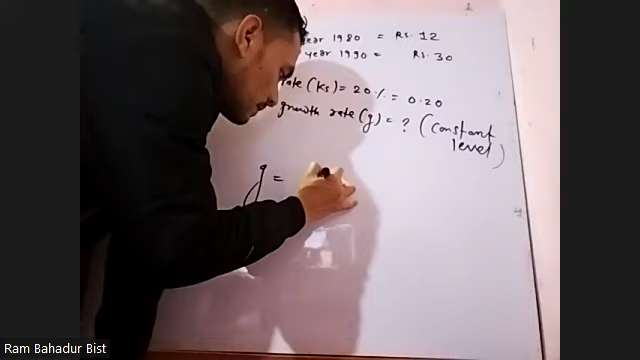 year 1980 = Rs. 12
year 1990 = Rs. 30
rate (ks) = 20% = 0.20
growth rate (g) = ? (constant
level)
g =
Ram Bahadur Bist